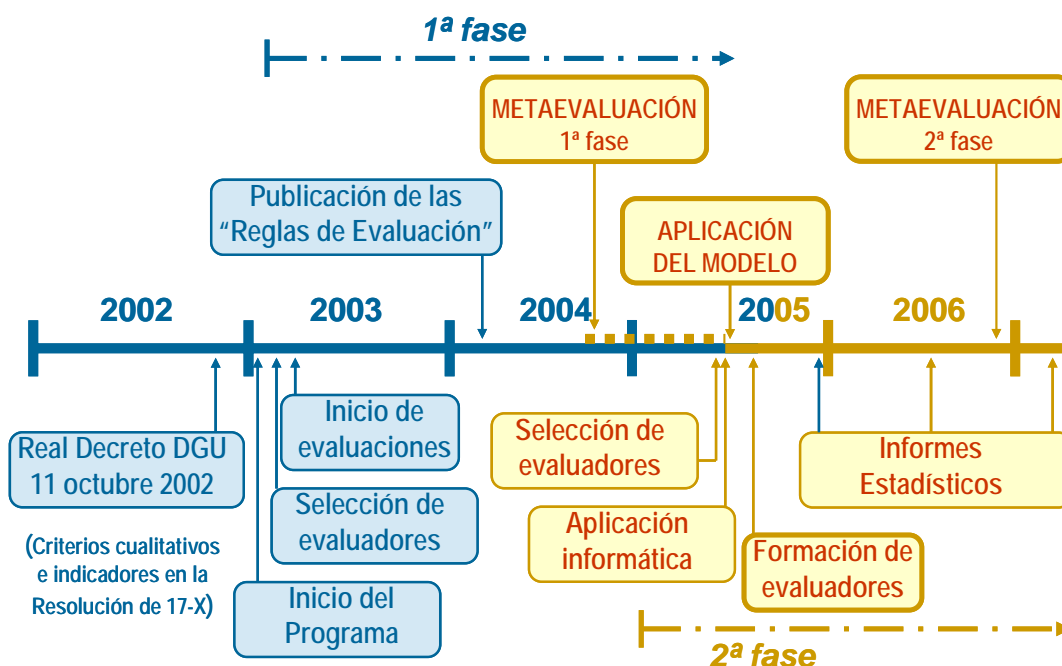 1ª fase
METAEVALUACIÓN
1ª fase
METAEVALUACIÓN
2ª fase
Publicación de las
“Reglas de Evaluación”
APLICACIÓN
DEL MODELO
2002
2003
2004
2005
2006
Real Decreto DGU
11 octubre 2002
(Criterios cualitativos
e indicadores en la
Resolución de 17-X)
Inicio de
evaluaciones
Selección de
evaluadores
Inicio del
Programa
Selección de
evaluadores
Aplicación
informática
Formación de
evaluadores
Informes
Estadísticos
2ª fase